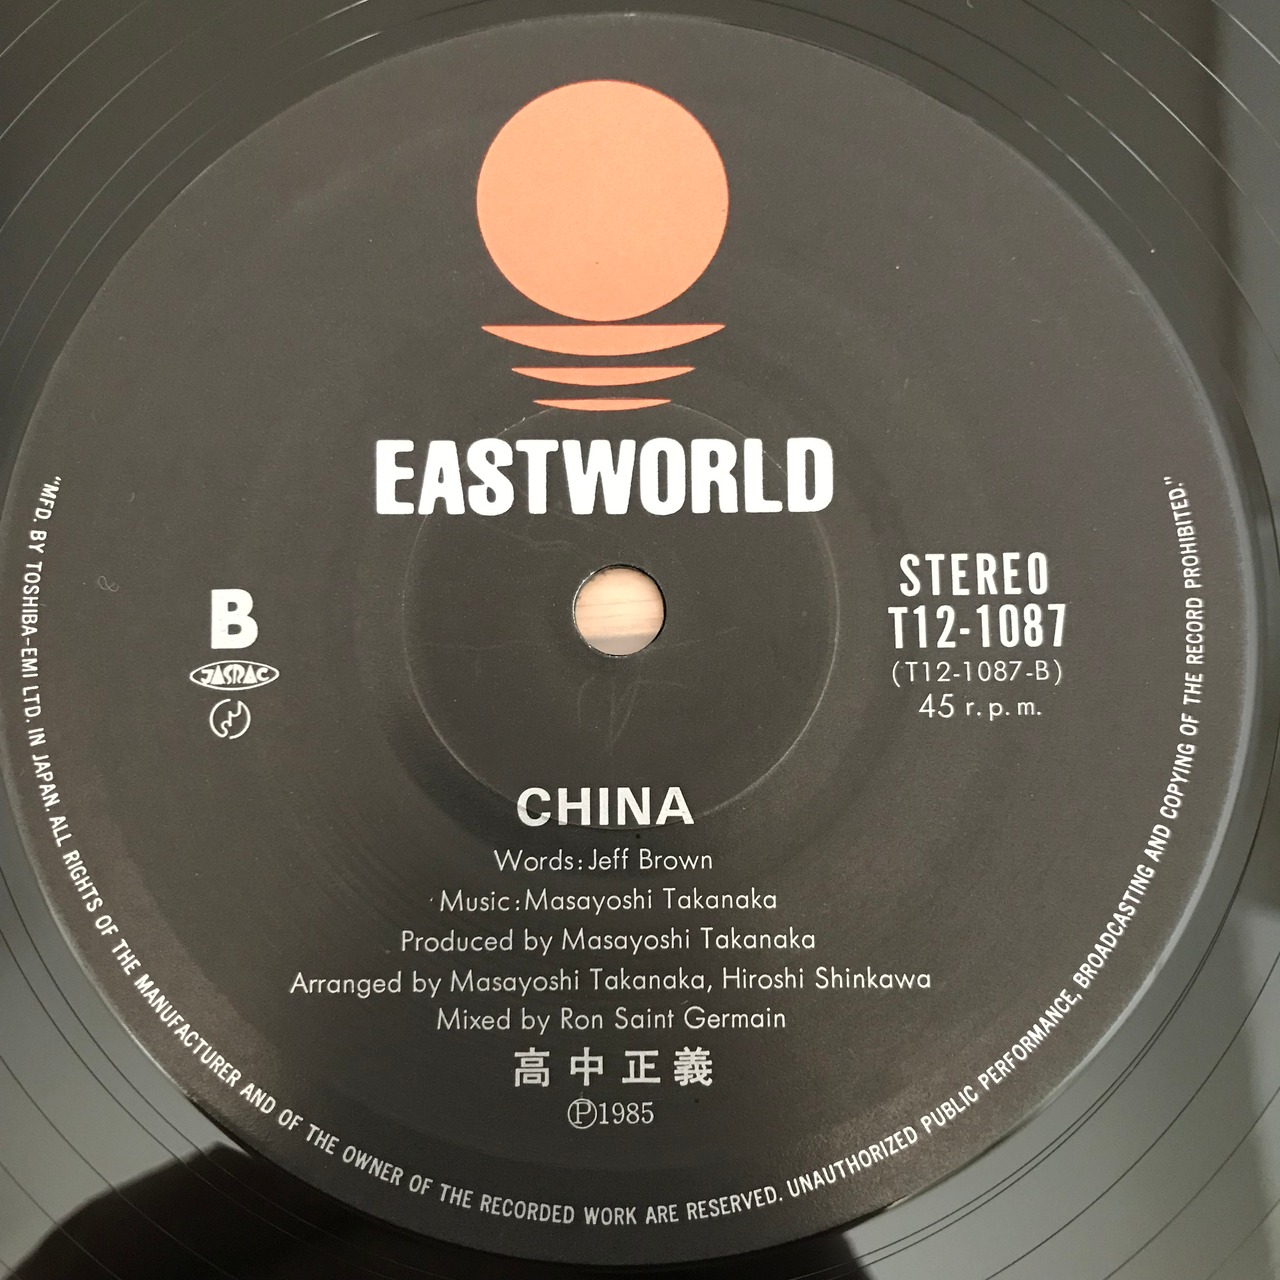 EASTWORLD
B
JASRAC
STEREO
T12-1087
(T12-1087-B)
45 r.p.m.
CHINA
Words:Jeff Brown
Music:Masayoshi Takanaka
Produced by Masayoshi Takanaka
Arranged by Masayoshi Takanaka, Hiroshi Shinkawa
Mixed by Ron Saint Germain
高中正義
Ⓟ1985
"MFD. BY TOSHIBA-EMI LTD. IN JAPAN. ALL RIGHTS OF THE MANUFACTURER AND OF THE OWNER OF THE RECORDED WORK ARE RESERVED. UNAUTHORIZED PUBLIC PERFORMANCE, BROADCASTING AND COPYING OF THE RECORD PROHIBITED."